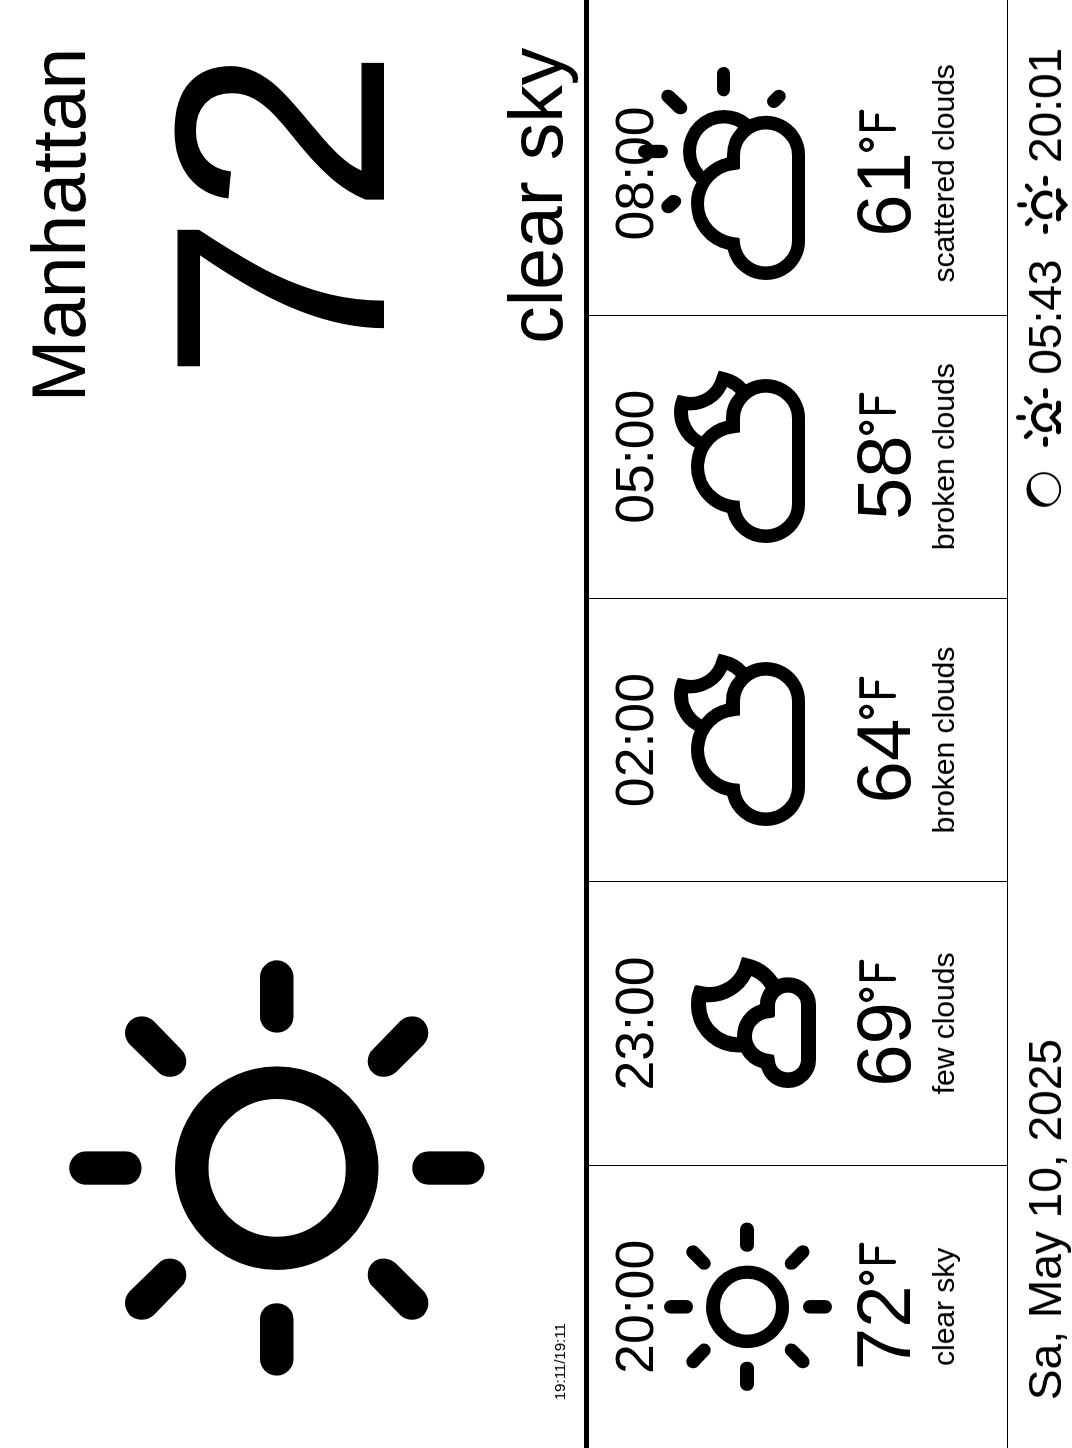 Manhattan
72
clear sky
19:11/19:11
20:00
72°F
clear sky
23:00
69°F
few clouds
02:00
64°F
broken clouds
05:00
58°F
broken clouds
08:00
61°F
scattered clouds
Sa, May 10, 2025
05:43 20:01